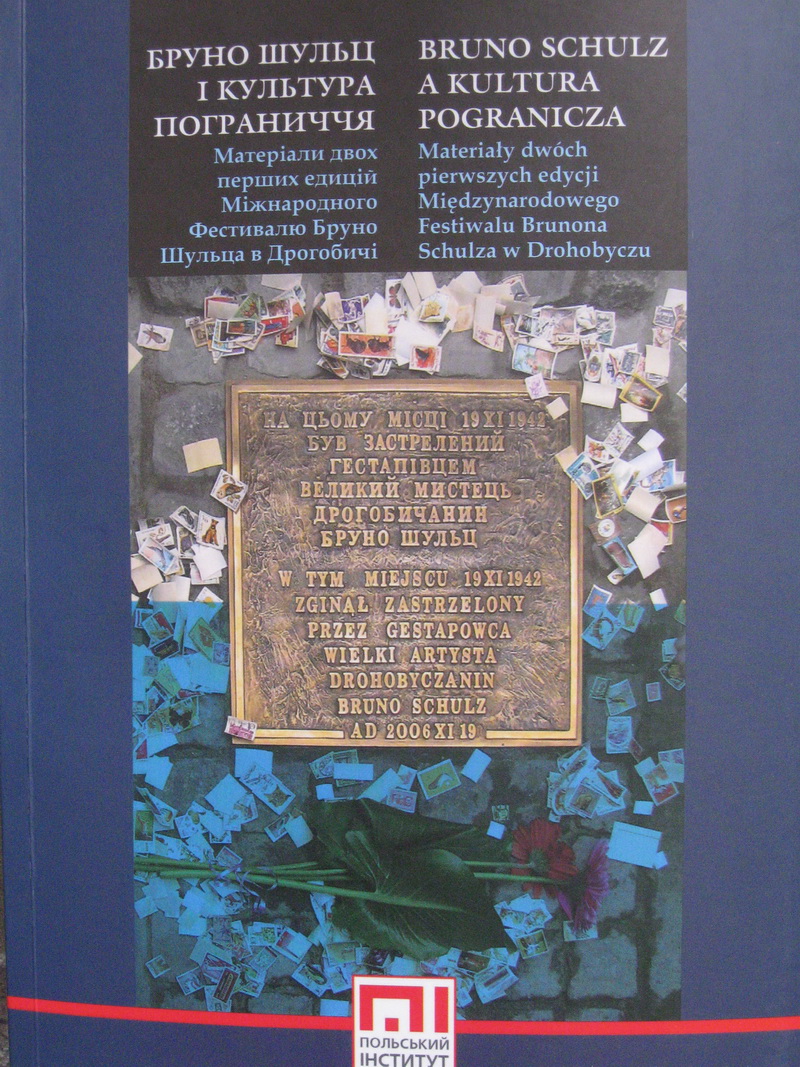 БРУНО ШУЛЬЦ
І КУЛЬТУРА
ПОГРАНИЧЧЯ
Матеріали двох
перших едицій
Міжнародного
Фестивалю Бруно
Шульца в Дрогобичі
BRUNO SCHULZ
A KULTURA
POGRANICZA
Materiały dwóch
pierwszych edycji
Międzynarodowego
Festiwalu Brunona
Schulza w Drohobyczu
НА ЦЬОМУ МІСЦІ 19 XI 1942
БУВ ЗАСТРЕЛЕНИЙ
ГЕСТАПІВЦЕМ
ВЕЛИКИЙ МИСТЕЦЬ
ДРОГОБИЧАНИН
БРУНО ШУЛЬЦ
W TYM MIEJSCU 19 XI 1942
ZGINĄŁ ZASTRZELONY
PRZEZ GESTAPOWCA
WIELKI ARTYSTA
DROHOBYCZANIN
BRUNO SCHULZ
AD 2006 XI 19
ПОЛЬСЬКИЙ
ІНСТИТУТ